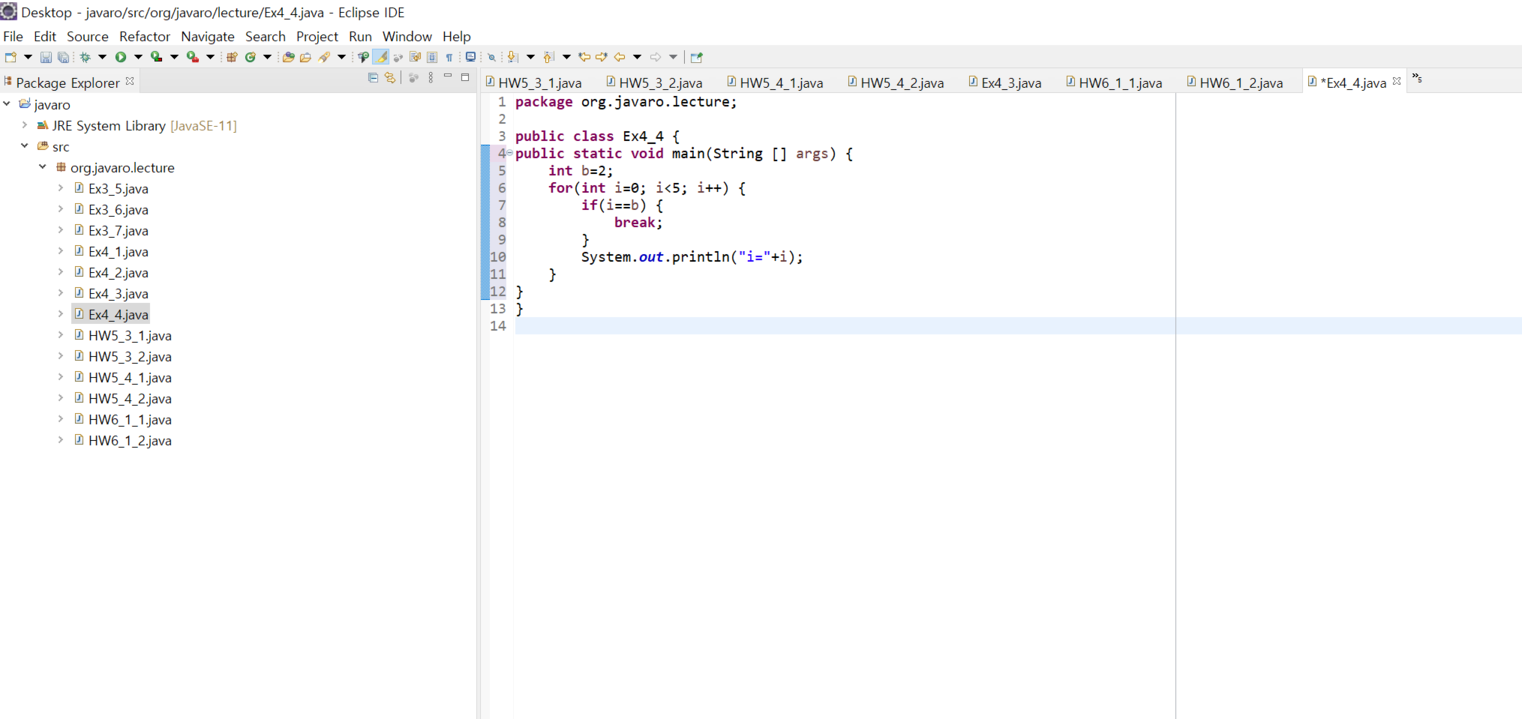 Desktop - javaro/src/org/javaro/lecture/Ex4_4.java - Eclipse IDE
File Edit Source Refactor Navigate Search Project Run Window Help
Package Explorer
javaro
JRE System Library [JavaSE-11]
src
org.javaro.lecture
Ex3_5.java
Ex3_6.java
Ex3_7.java
Ex4_1.java
Ex4_2.java
Ex4_3.java
Ex4_4.java
HW5_3_1.java
HW5_3_2.java
HW5_4_1.java
HW5_4_2.java
HW6_1_1.java
HW6_1_2.java
HW5_3_1.java HW5_3_2.java HW5_4_1.java HW5_4_2.java Ex4_3.java HW6_1_1.java HW6_1_2.java *Ex4_4.java »5
1 package org.javaro.lecture;
2
3 public class Ex4_4 {
4 public static void main(String [] args) {
5 int b=2;
6 for(int i=0; i<5; i++) {
7 if(i==b) {
8 break;
9 }
10 System.out.println("i="+i);
11 }
12 }
13 }
14